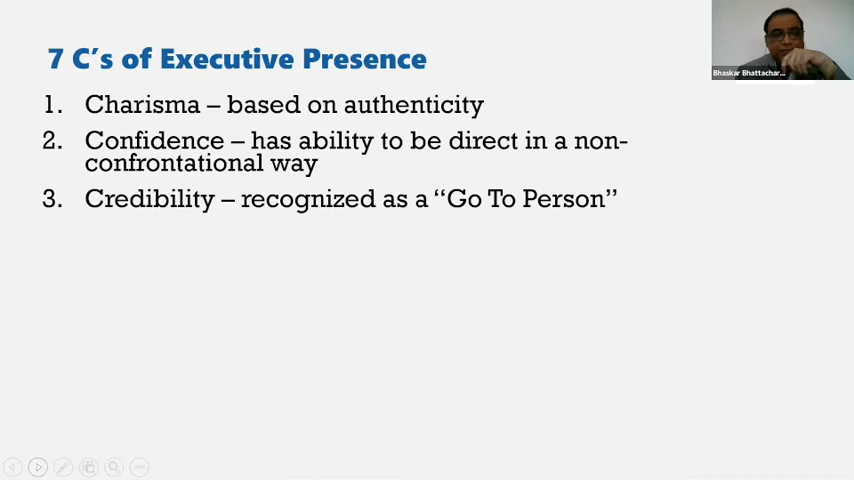 7 C's of Executive Presence
1. Charisma – based on authenticity
2. Confidence – has ability to be direct in a non-
confrontational way
3. Credibility – recognized as a “Go To Person”
Bhaskar Bhattachar...